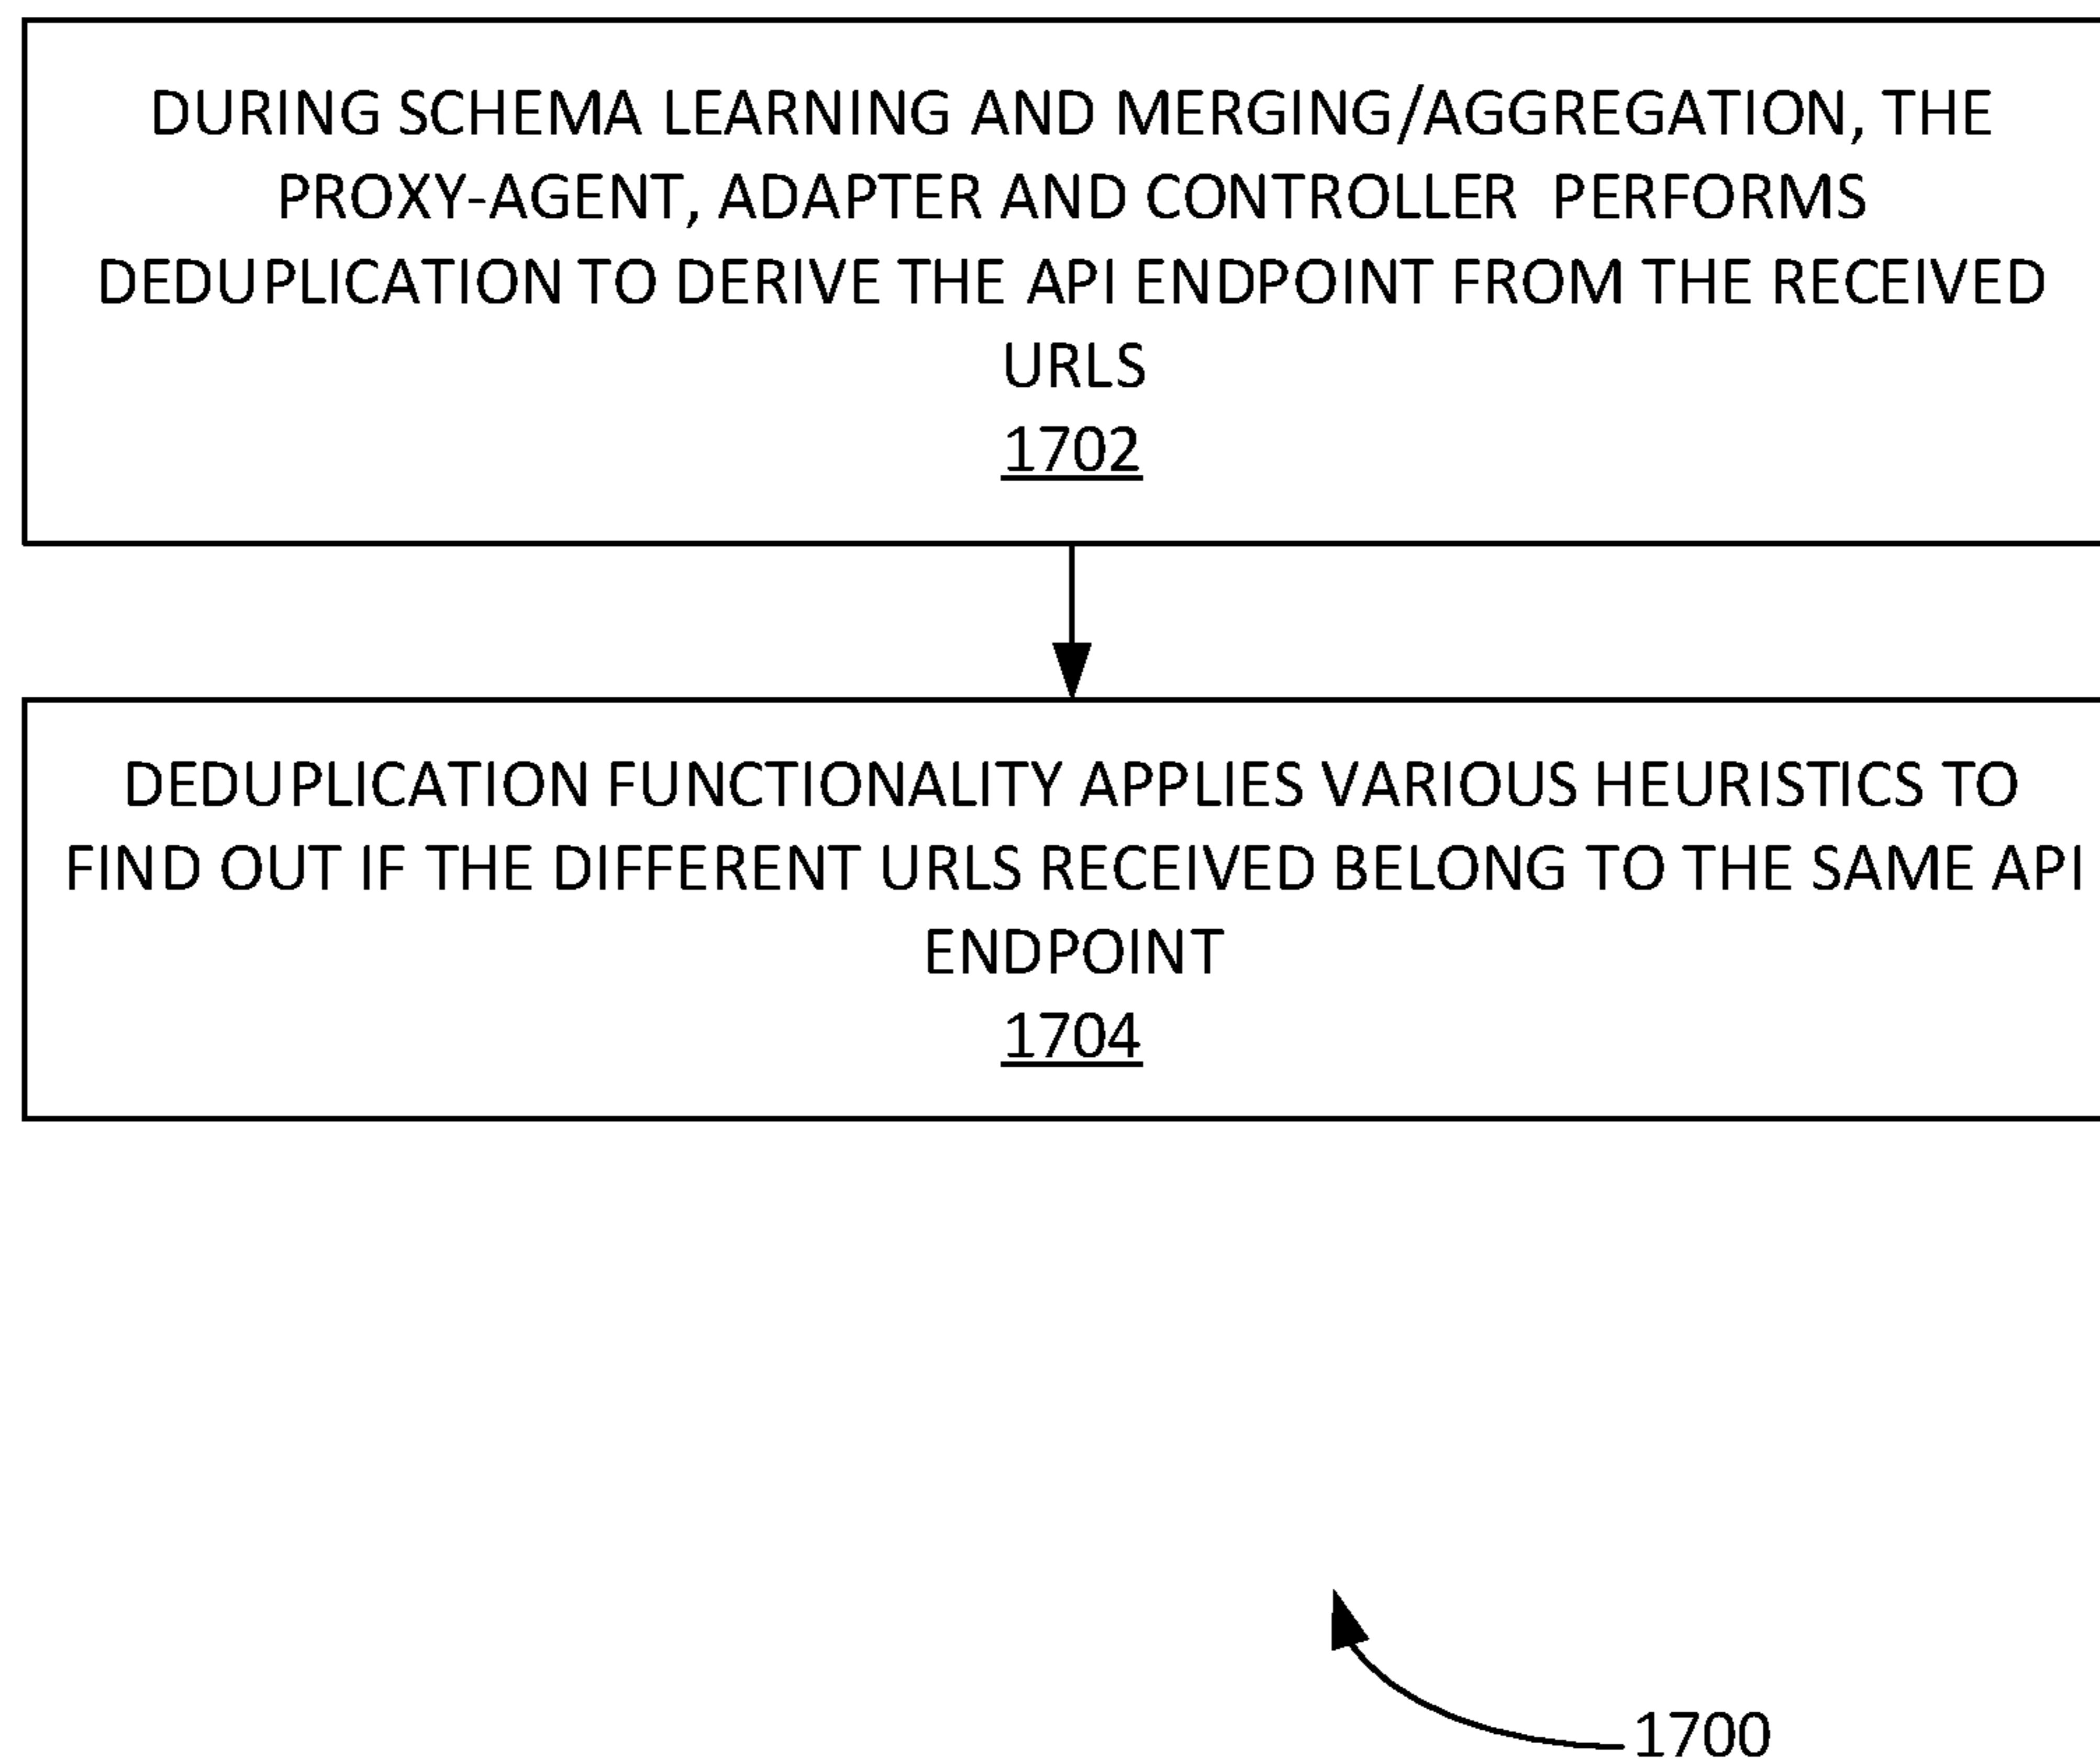 DURING SCHEMA LEARNING AND MERGING/AGGREGATION, THE
PROXY-AGENT, ADAPTER AND CONTROLLER PERFORMS
DEDUPLICATION TO DERIVE THE API ENDPOINT FROM THE RECEIVED
URLS
1702
DEDUPLICATION FUNCTIONALITY APPLIES VARIOUS HEURISTICS TO
FIND OUT IF THE DIFFERENT URLS RECEIVED BELONG TO THE SAME API
ENDPOINT
1704
1700